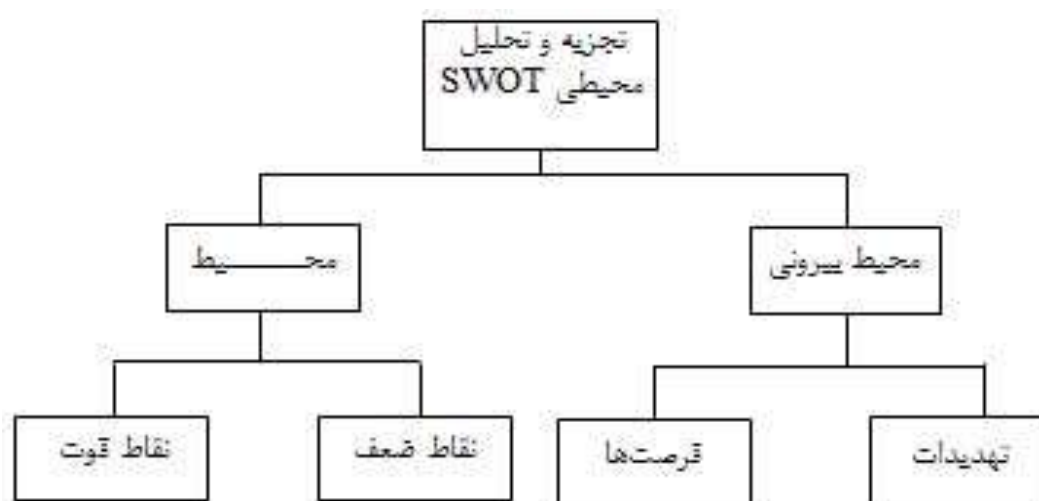 تجزیه و تحلیل
محیطی SWOT
محیط بیرونی
محـــــــیط
تهدیدات
فرصت‌ها
نقاط ضعف
نقاط قوت